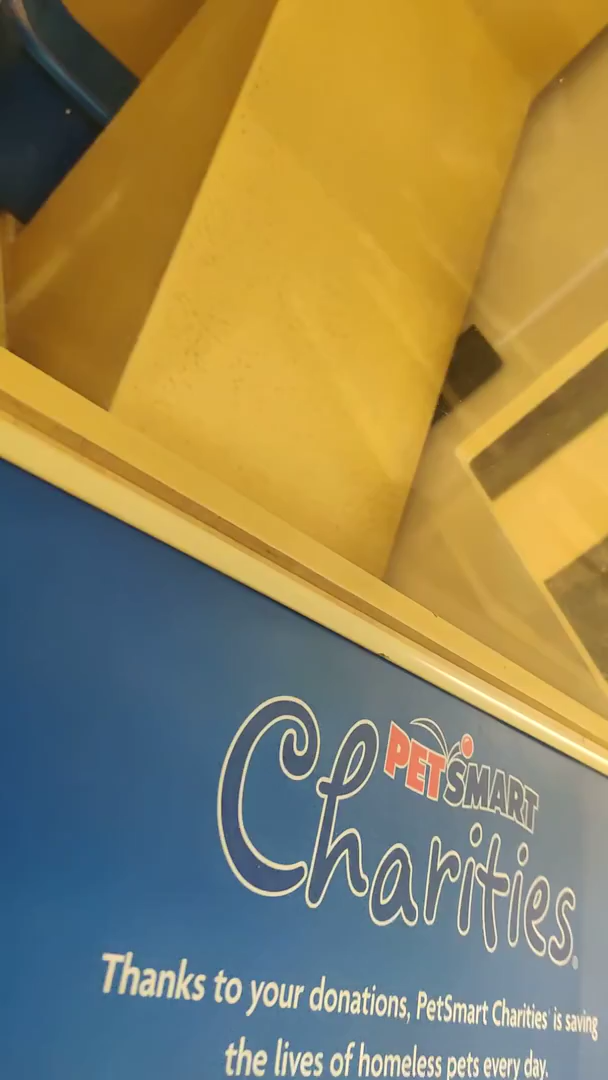 PETSMART
Charities.
Thanks to your donations, PetSmart Charities® is saving
the lives of homeless pets every day.